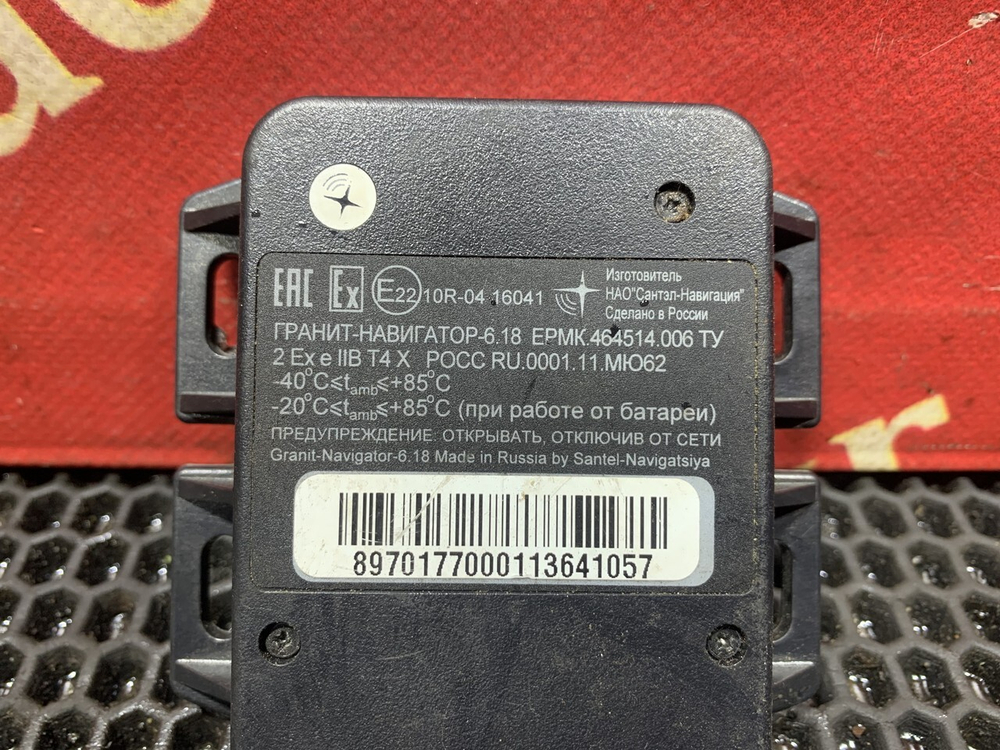 EAC Ex E22 10R-04 16041
Изготовитель
НАО"Сантэл-Навигация"
Сделано в России
ГРАНИТ-НАВИГАТОР-6.18 ЕРМК.464514.006 ТУ
2 Ex e IIB T4 X РОСС RU.0001.11.МЮ62
-40°C≤tamb≤+85°C
-20°C≤tamb≤+85°C (при работе от батареи)
ПРЕДУПРЕЖДЕНИЕ: ОТКРЫВАТЬ, ОТКЛЮЧИВ ОТ СЕТИ
Granit-Navigator-6.18 Made in Russia by Santel-Navigatsiya
8970177000113641057